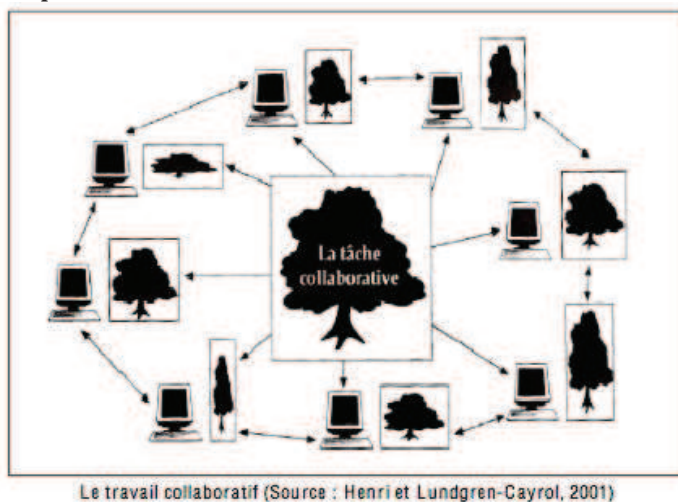 La tâche
collaborative
Le travail collaboratif (Source : Henri et Lundgren-Cayrol, 2001)